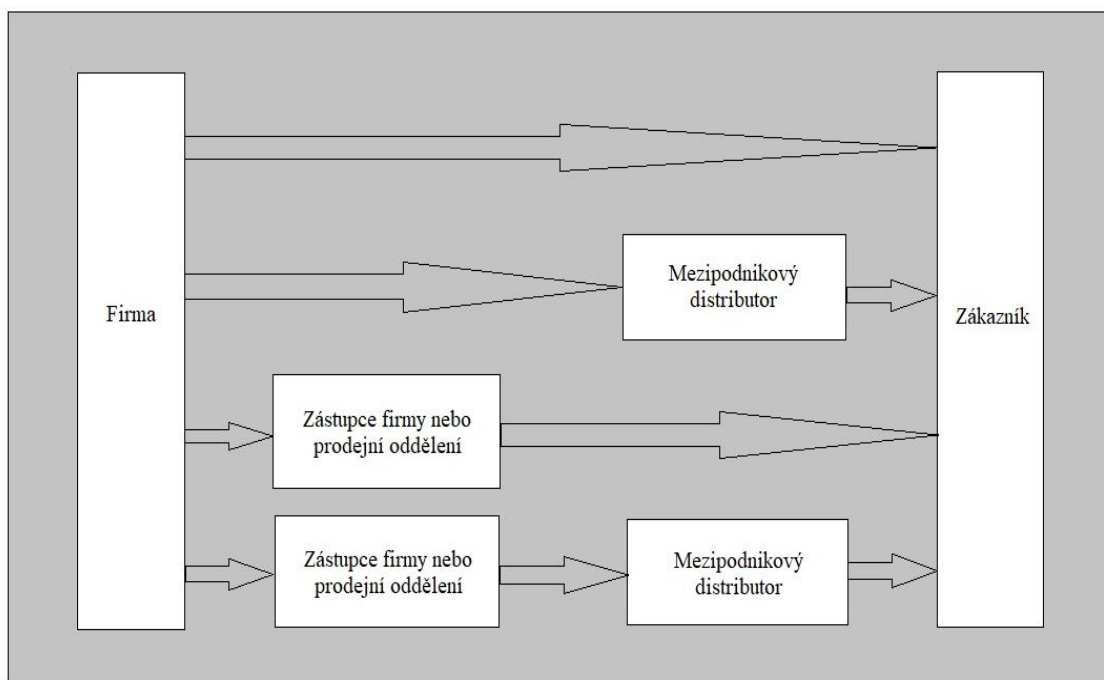 Firma
Mezipodnikový
distributor
Zákazník
Zástupce firmy nebo
prodejní oddělení
Zástupce firmy nebo
prodejní oddělení
Mezipodnikový
distributor